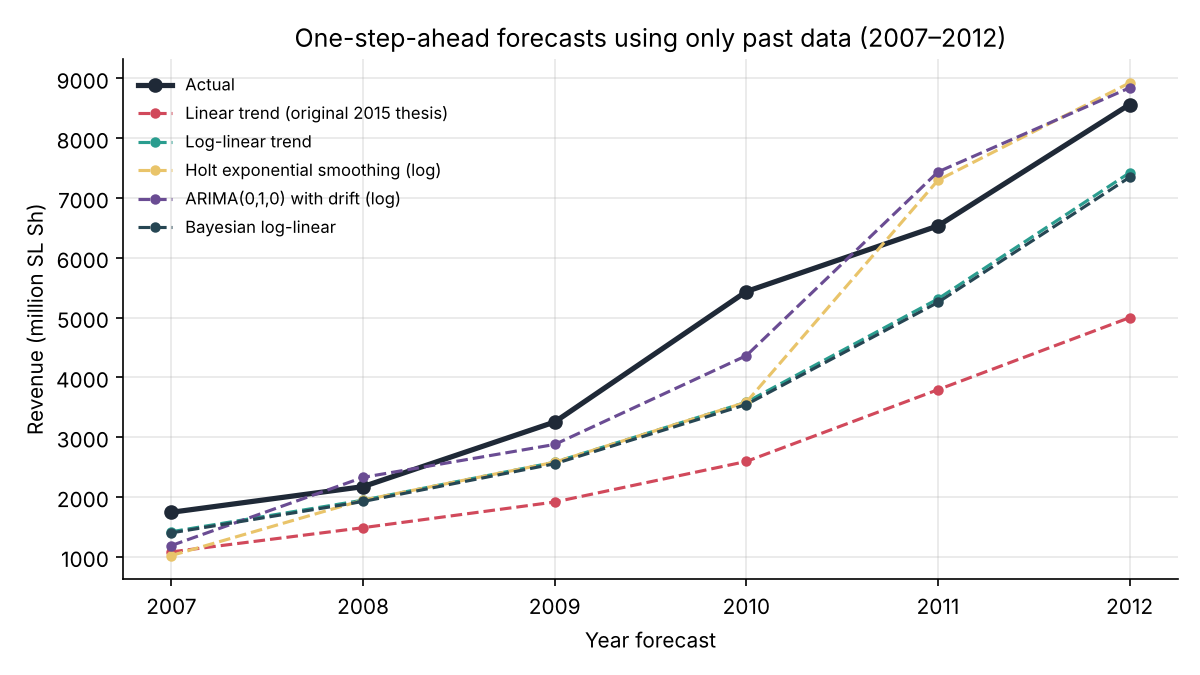 One-step-ahead forecasts using only past data (2007–2012)
Revenue (million SL Sh)
9000
8000
7000
6000
5000
4000
3000
2000
1000
Actual
Linear trend (original 2015 thesis)
Log-linear trend
Holt exponential smoothing (log)
ARIMA(0,1,0) with drift (log)
Bayesian log-linear
2007 2008 2009 2010 2011 2012
Year forecast